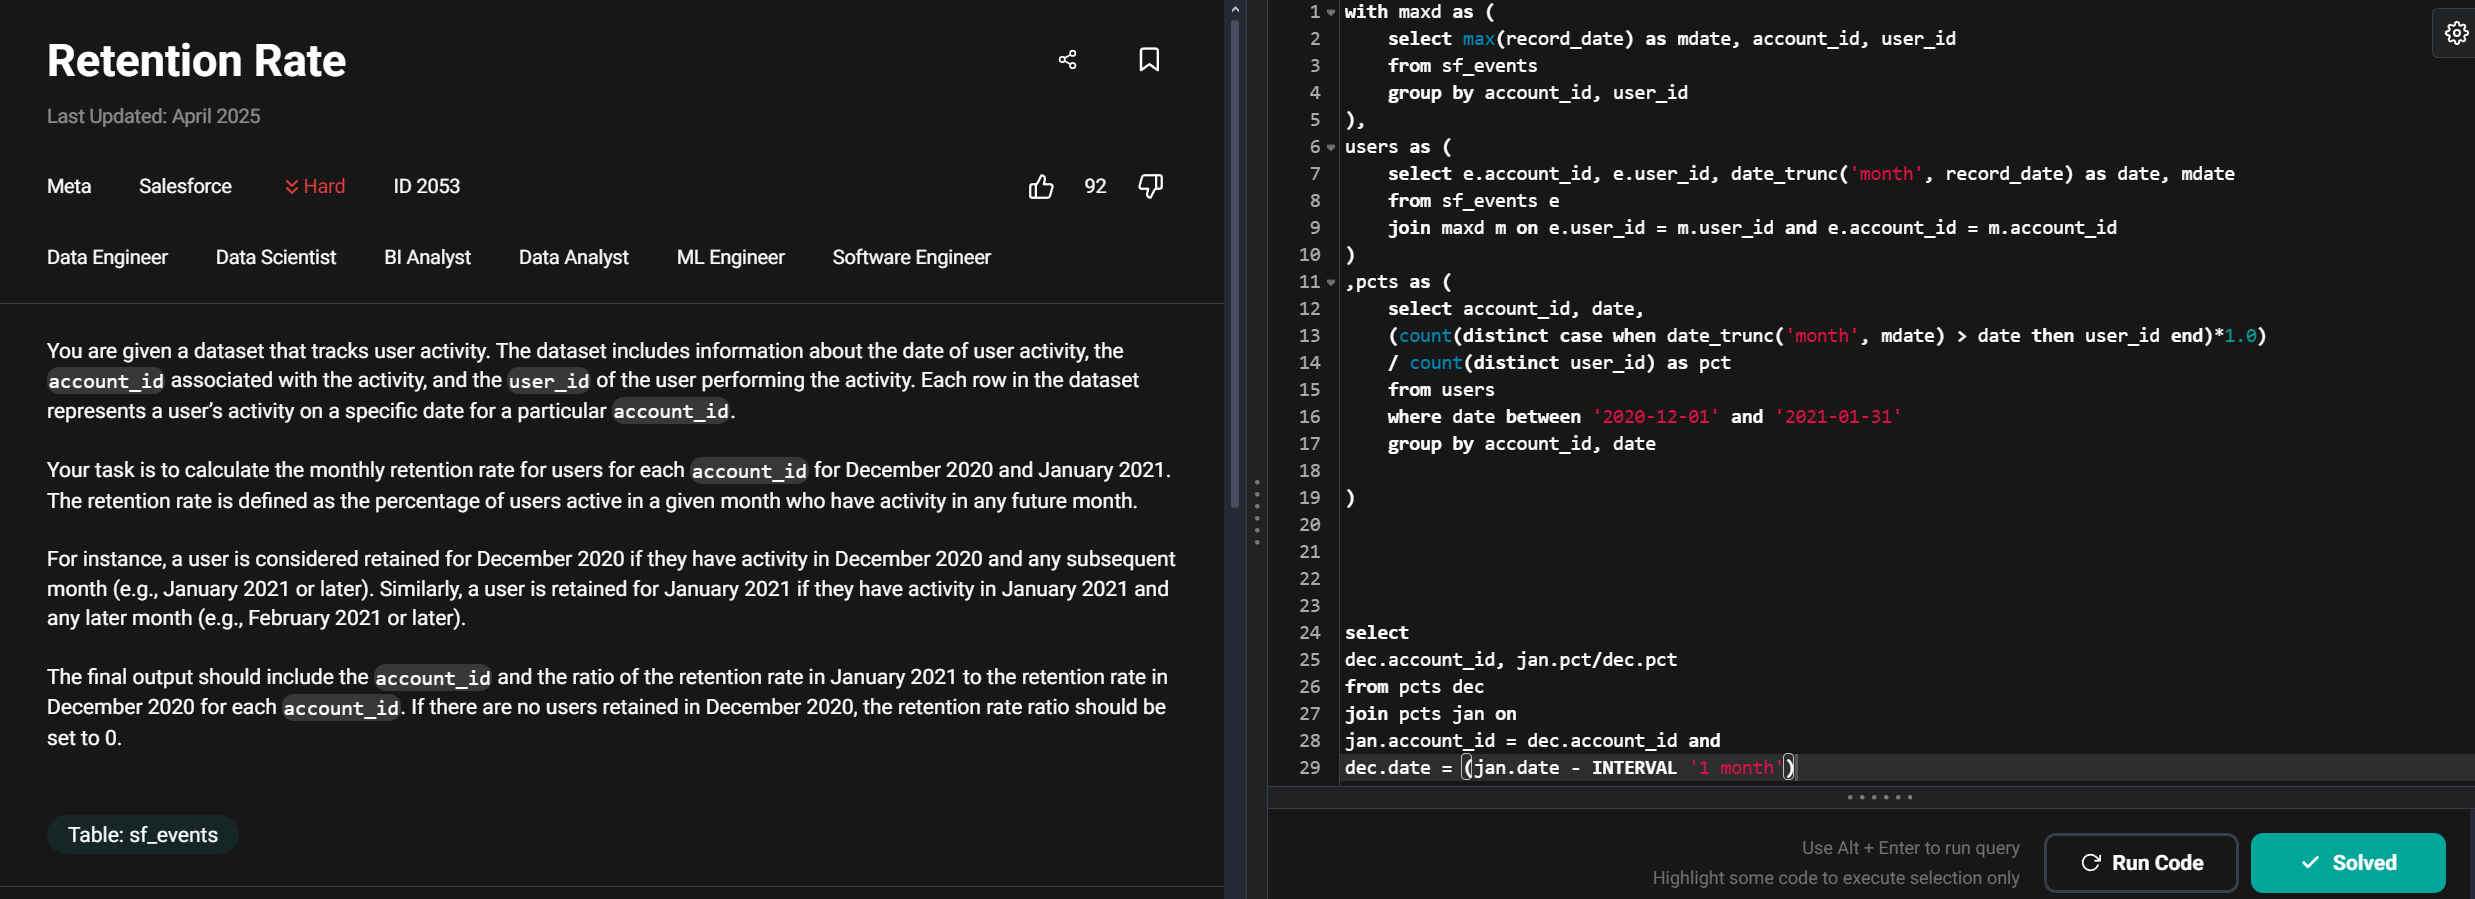 Retention Rate
Last Updated: April 2025
Meta Salesforce Hard ID 2053 92
Data Engineer Data Scientist BI Analyst Data Analyst ML Engineer Software Engineer
You are given a dataset that tracks user activity. The dataset includes information about the date of user activity, the
account_id associated with the activity, and the user_id of the user performing the activity. Each row in the dataset
represents a user’s activity on a specific date for a particular account_id.
Your task is to calculate the monthly retention rate for users for each account_id for December 2020 and January 2021.
The retention rate is defined as the percentage of users active in a given month who have activity in any future month.
For instance, a user is considered retained for December 2020 if they have activity in December 2020 and any subsequent
month (e.g., January 2021 or later). Similarly, a user is retained for January 2021 if they have activity in January 2021 and
any later month (e.g., February 2021 or later).
The final output should include the account_id and the ratio of the retention rate in January 2021 to the retention rate in
December 2020 for each account_id. If there are no users retained in December 2020, the retention rate ratio should be
set to 0.
Table: sf_events
1 with maxd as (
2 select max(record_date) as mdate, account_id, user_id
3 from sf_events
4 group by account_id, user_id
5 ),
6 users as (
7 select e.account_id, e.user_id, date_trunc('month', record_date) as date, mdate
8 from sf_events e
9 join maxd m on e.user_id = m.user_id and e.account_id = m.account_id
10 )
11 ,pcts as (
12 select account_id, date,
13 (count(distinct case when date_trunc('month', mdate) > date then user_id end)*1.0)
14 / count(distinct user_id) as pct
15 from users
16 where date between '2020-12-01' and '2021-01-31'
17 group by account_id, date
18
19 )
20
21
22
23
24 select
25 dec.account_id, jan.pct/dec.pct
26 from pcts dec
27 join pcts jan on
28 jan.account_id = dec.account_id and
29 dec.date = (jan.date - INTERVAL '1 month')
Use Alt + Enter to run query
Highlight some code to execute selection only
Run Code
Solved